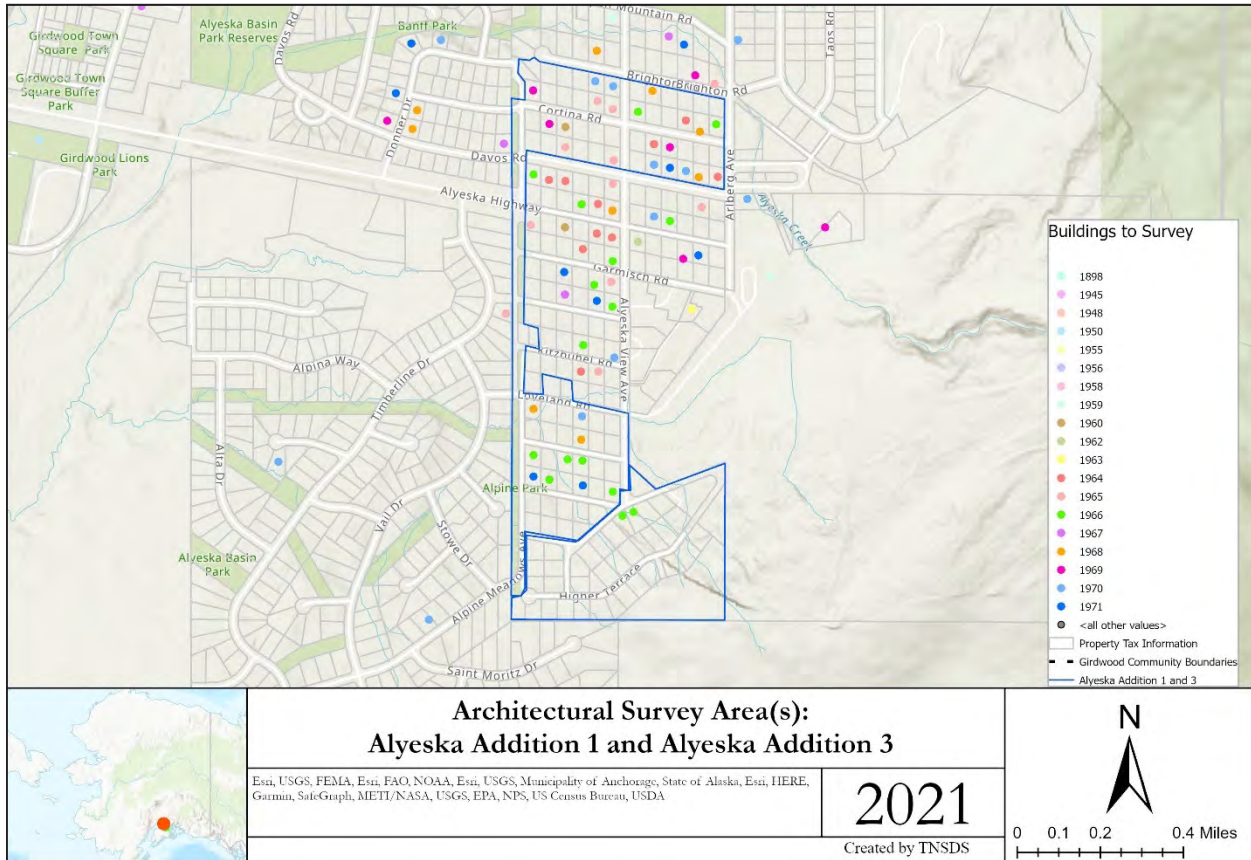 Alyeska Basin
Park Reserves
Banff Park
Mountain Rd
Girdwood Town
Square Park
Girdwood Town
Square Buffer
Park
Davos Rd
Taos Rd
Brighton
Brighton Rd
Cortina Rd
Donner Dr
Girdwood Lions
Park
Davos Rd
Arlberg Ave
Alyeska Highway
Alyeska Creek
Garmisch Rd
Alyeska View Ave
Kitzbuhel Rd
Alpina Way
Timberline Dr
Loveland Rd
Alta Dr
Alpine Park
Vail Dr
Stowe Dr
Alyeska Basin
Park
Alpine Meadows Ave
Higher Terrace
Saint Moritz Dr
Buildings to Survey
1898
1945
1948
1950
1955
1956
1958
1959
1960
1962
1963
1964
1965
1966
1967
1968
1969
1970
1971
<all other values>
Property Tax Information
Girdwood Community Boundaries
Alyeska Addition 1 and 3
Architectural Survey Area(s):
Alyeska Addition 1 and Alyeska Addition 3
Esri, USGS, FEMA, Esri, FAO, NOAA, Esri, USGS, Municipality of Anchorage, State of Alaska, Esri, HERE,
Garmin, SafeGraph, METI/NASA, USGS, EPA, NPS, US Census Bureau, USDA
2021
Created by TNSDS
N
0 0.1 0.2 0.4 Miles